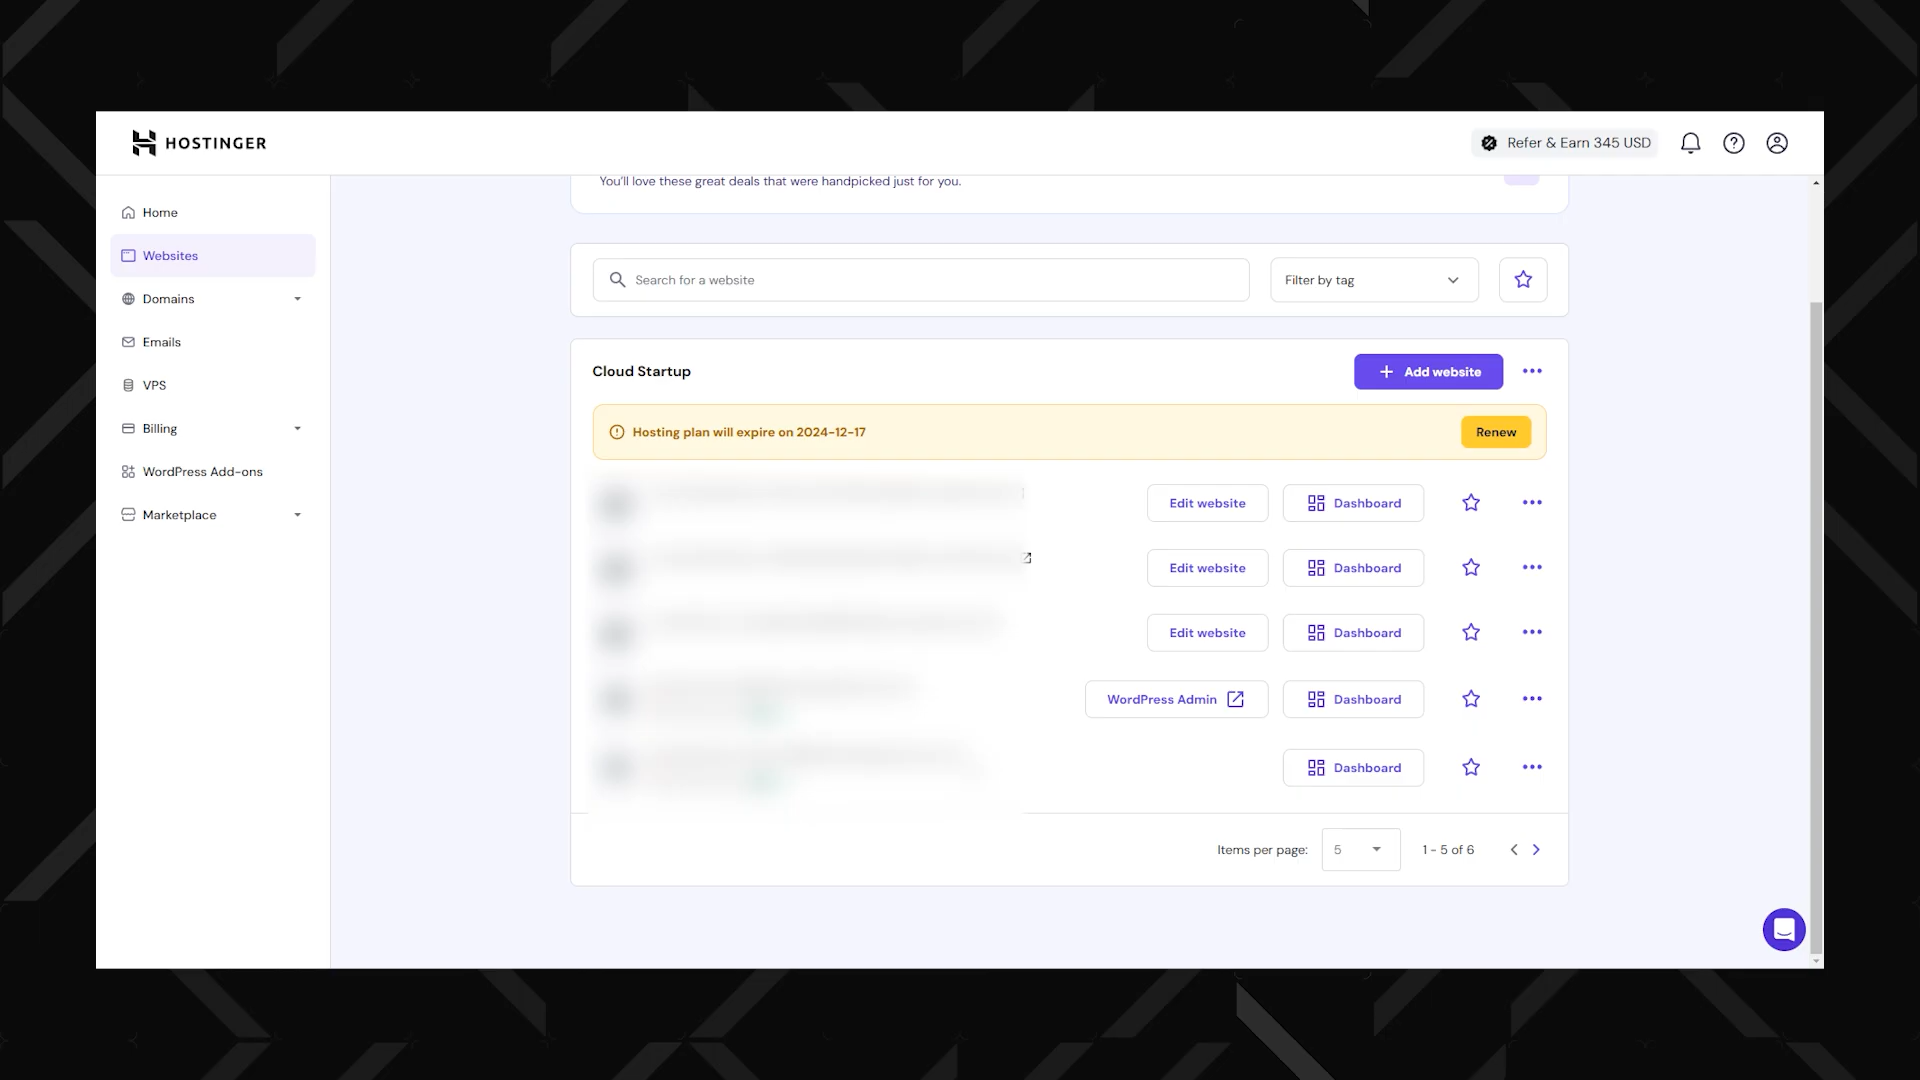 HOSTINGER
Refer & Earn 345 USD
You'll love these great deals that were handpicked just for you.
Home
Websites
Domains
Emails
VPS
Billing
WordPress Add-ons
Marketplace
Search for a website
Filter by tag
Cloud Startup
Add website
Hosting plan will expire on 2024-12-17
Renew
Edit website
Dashboard
Edit website
Dashboard
Edit website
Dashboard
WordPress Admin
Dashboard
Dashboard
Items per page:
5
1 - 5 of 6